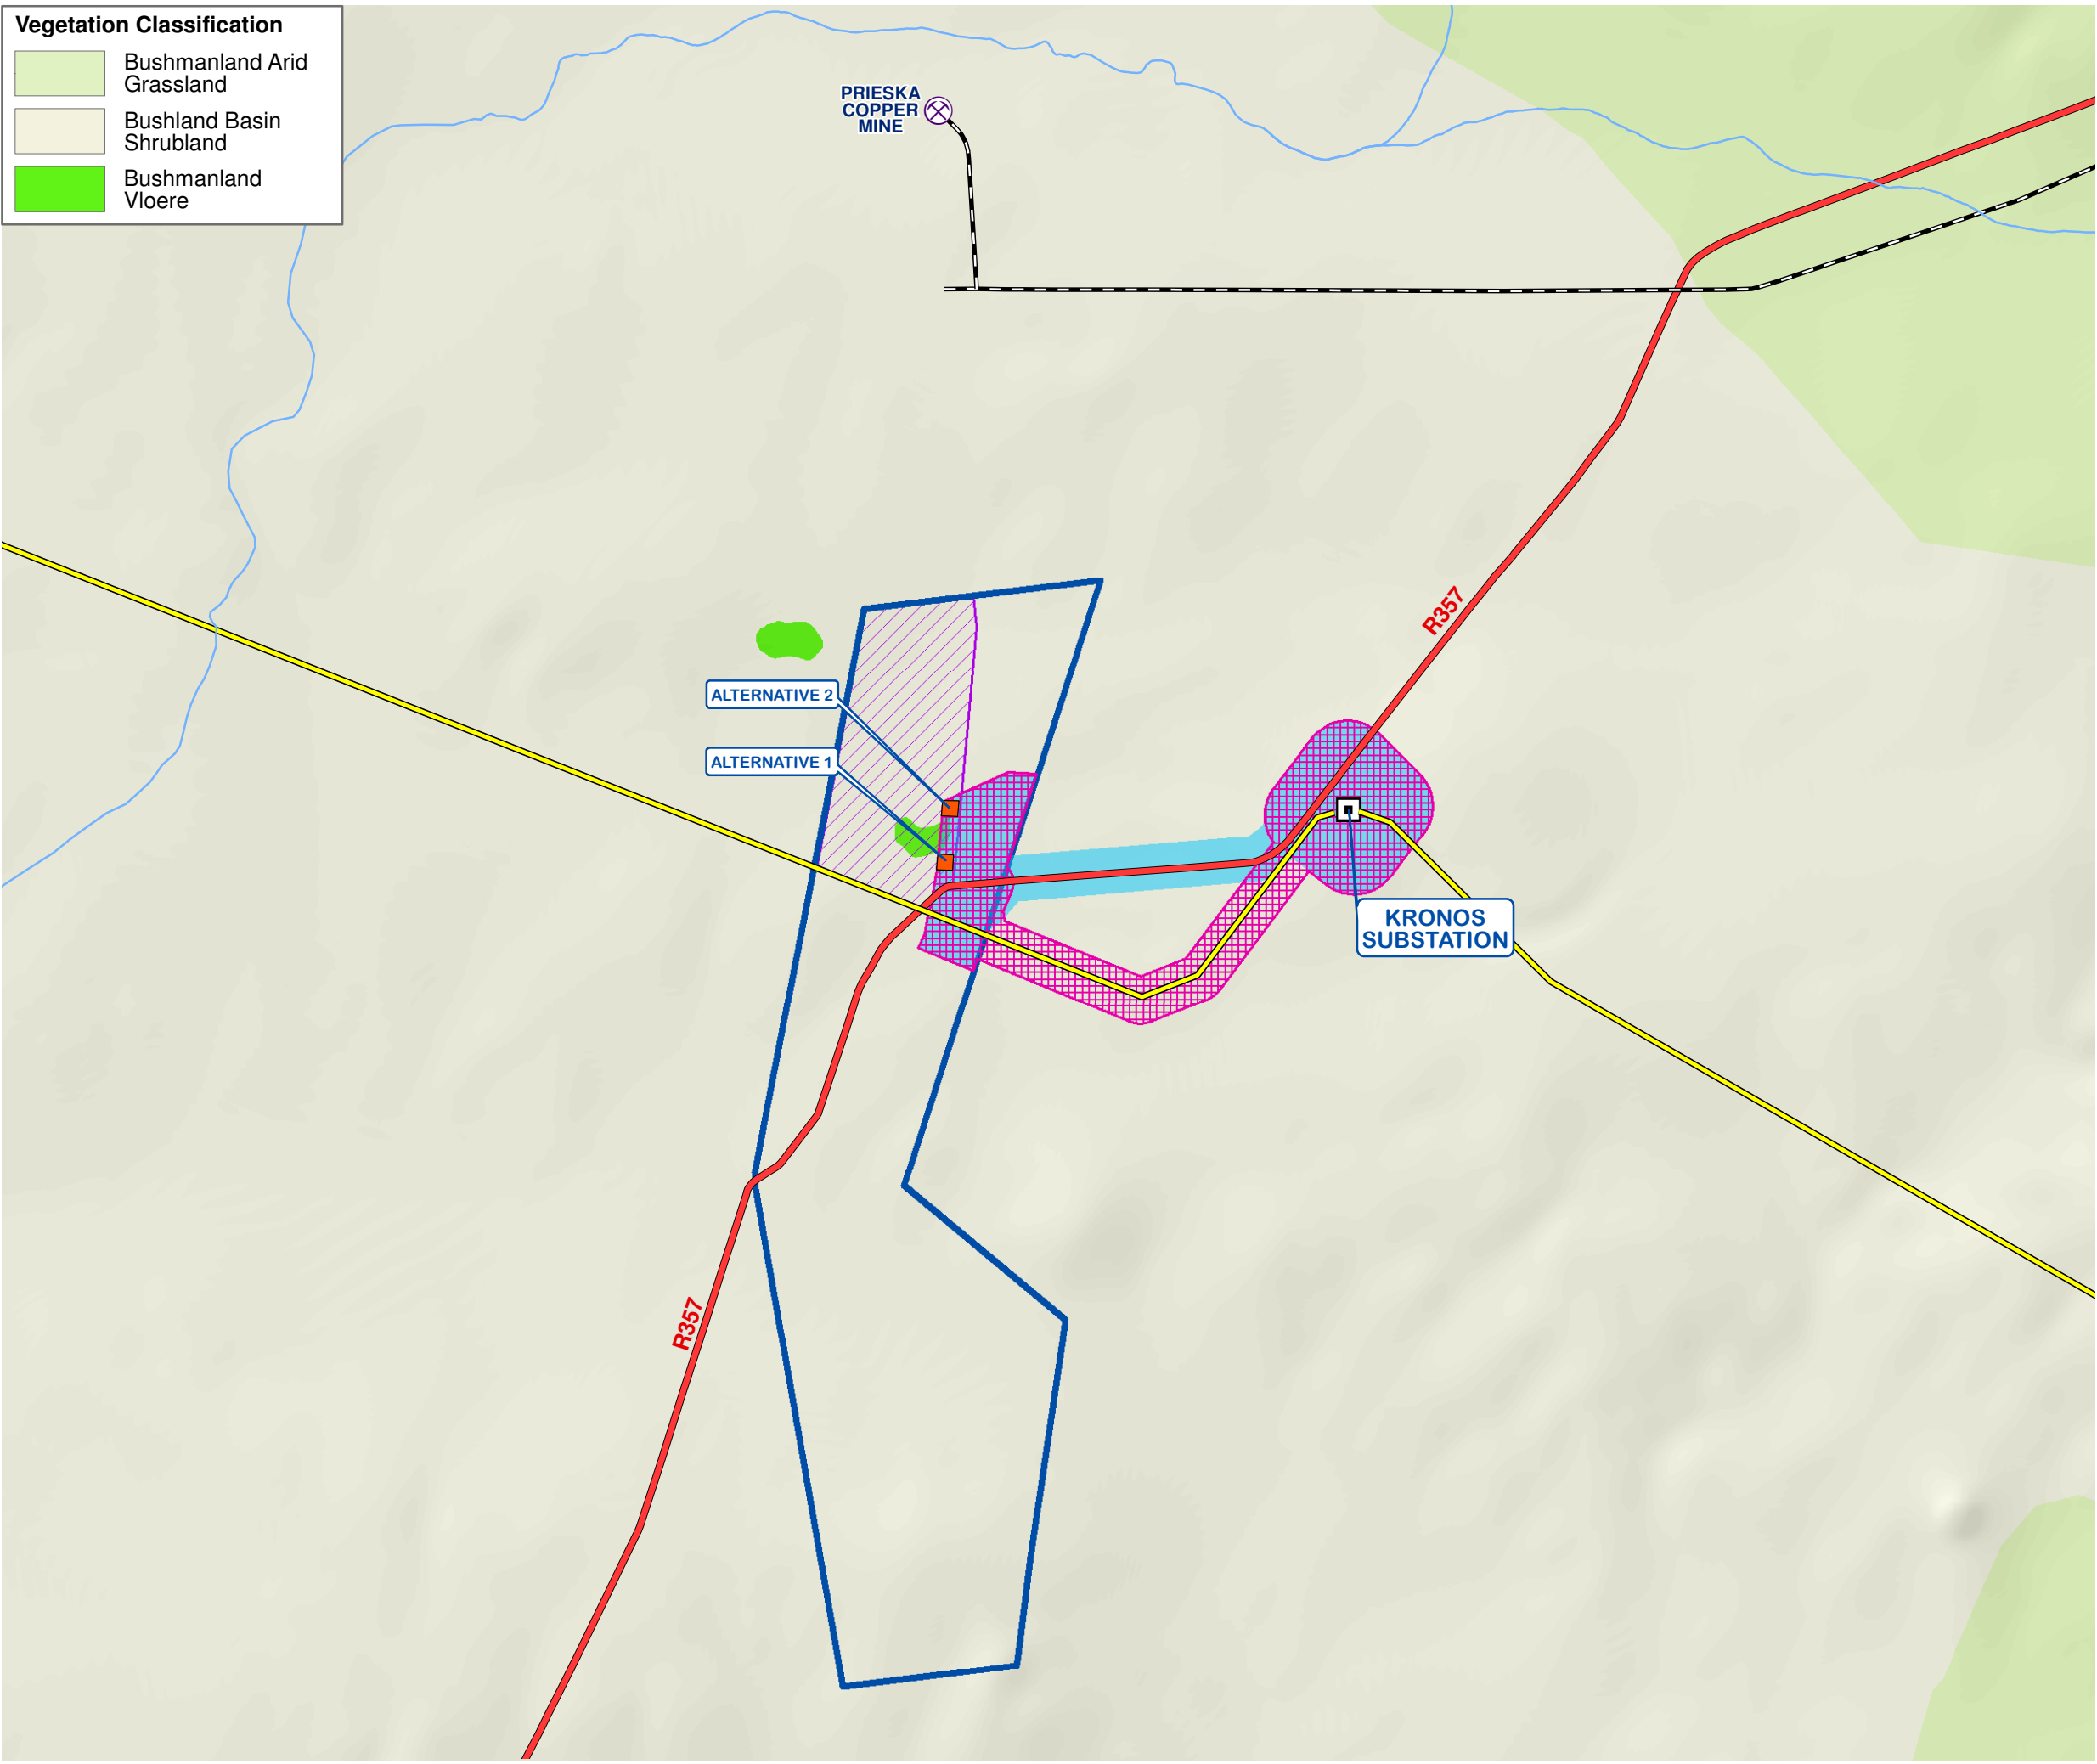 Vegetation Classification
Bushmanland Arid
Grassland
Bushland Basin
Shrubland
Bushmanland
Vloere
PRIESKA
COPPER
MINE
R357
ALTERNATIVE 2
ALTERNATIVE 1
KRONOS
SUBSTATION
R357